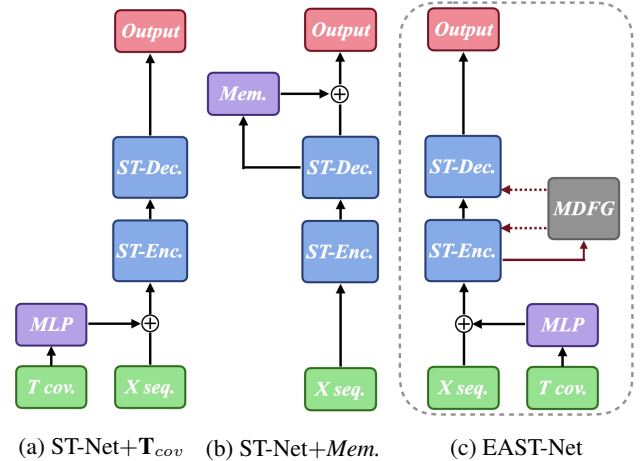 Output
ST-Dec.
ST-Enc.
MLP
T cov.
X seq.
(a) ST-Net+T_cov
Output
Mem.
ST-Dec.
ST-Enc.
X seq.
(b) ST-Net+Mem.
Output
ST-Dec.
MDFG
ST-Enc.
MLP
X seq.
T cov.
(c) EAST-Net